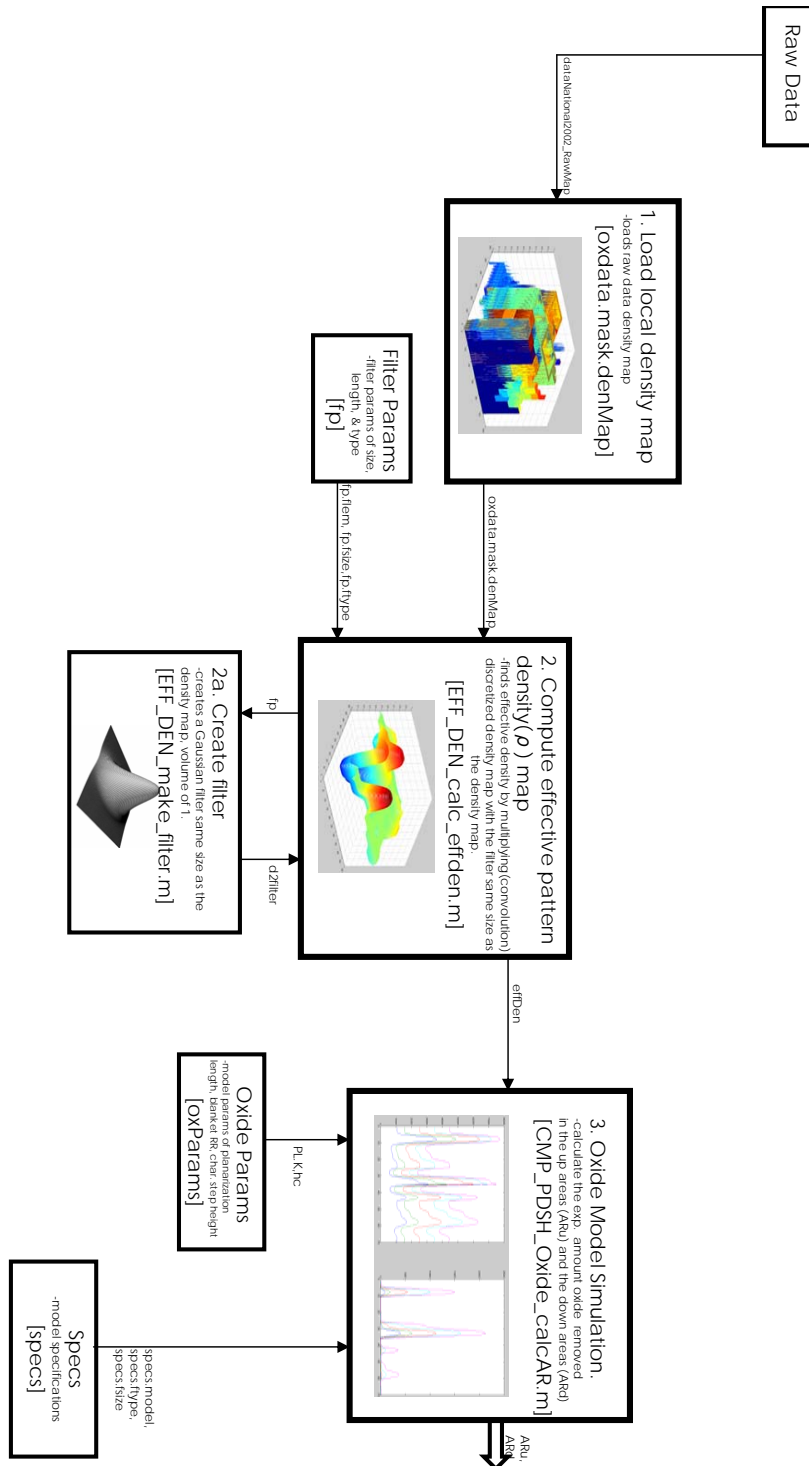 Raw Data
dataNational2002_RawMap
1. Load local density map
-loads raw data density map
[oxdata.mask.denMap]
oxdata.mask.denMap
Filter Params
-filter params of size,
length, & type
[fp]
fp.flem, fp.fsize, fp.ftype
2. Compute effective pattern
density(ρ) map
-finds effective density by multiplying (convolution)
discretized density map with the filter same size as
the density map.
[EFF_DEN_calc_effden.m]
fp
d2filter
2a. Create filter
-creates a Gaussian filter same size as the
density map, volume of 1.
[EFF_DEN_make_filter.m]
effDen
3. Oxide Model Simulation.
-calculate the exp. amount oxide removed
in the up areas (ARu) and the down areas (ARd)
[CMP_PDSH_Oxide_calcAR.m]
Oxide Params
-model params of planarization
length, blanket RR, char. step height
[oxParams]
PL.K,hc
Specs
-model specifications
[specs]
specs.model,
specs.ftype,
specs.fsize
ARu,
ARd